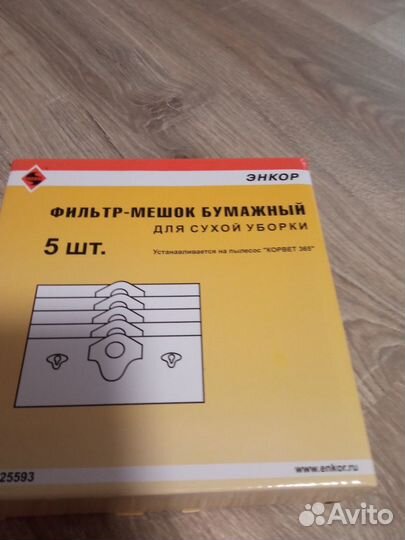 ЭНКОР
ФИЛЬТР-МЕШОК БУМАЖНЫЙ
ДЛЯ СУХОЙ УБОРКИ
5 ШТ.
Устанавливается на пылесос "КОРВЕТ 365"
25593
www.enkor.ru
Avito